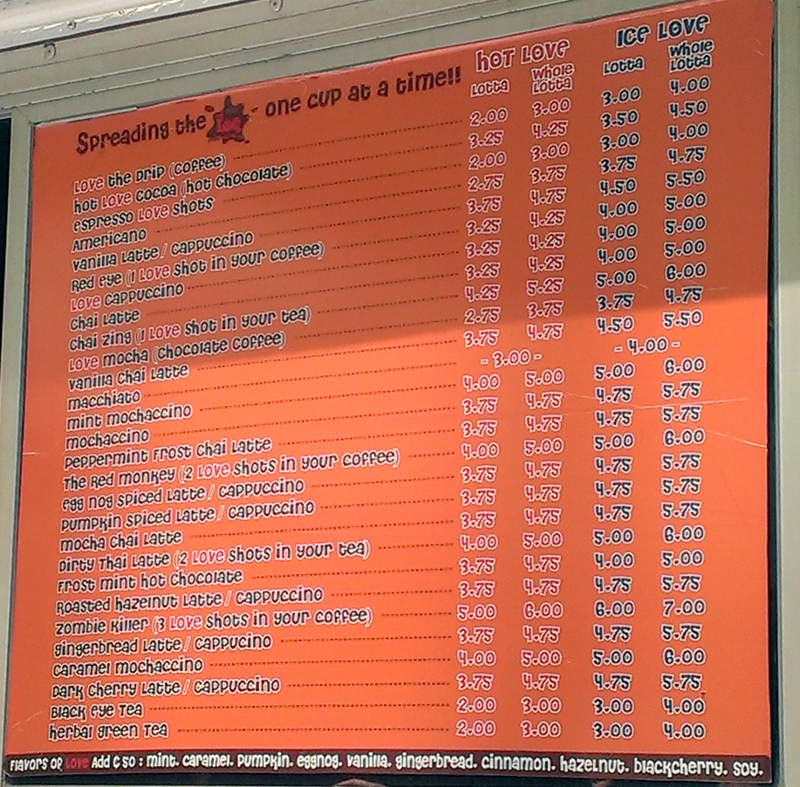 Spreading the Love one cup at a time!!
Hot Love Ice Love
Lotta Whole Lotta Lotta Whole Lotta
Love the Drip (Coffee) 2.00 3.00 3.00 4.00
Hot Love Cocoa (Hot Chocolate) 3.25 4.25 3.50 4.50
Espresso Love Shots 2.00 3.00 3.00 4.00
Americano 2.75 3.75 3.75 4.75
Vanilla Latte / Cappuccino 3.75 4.75 4.50 5.50
Red Eye (1 Love Shot in your coffee) 3.25 4.25 4.00 5.00
Love Cappuccino 3.25 4.25 4.00 5.00
Chai Latte 3.25 4.25 4.00 5.00
Chai Zing (1 Love Shot in your tea) 4.25 5.25 5.00 6.00
Love Mocha (Chocolate Coffee) 2.75 3.75 3.75 4.75
Vanilla Chai Latte 3.75 4.75 4.50 5.50
Macchiato - 3.00 - - 4.00 -
Mint Mochaccino 4.00 5.00 5.00 6.00
Mochaccino 3.75 4.75 4.75 5.75
Peppermint Frost Chai Latte 3.75 4.75 4.75 5.75
The Red Monkey (2 Love Shots in your coffee) 4.00 5.00 5.00 6.00
Egg Nog Spiced Latte / Cappuccino 3.75 4.75 4.75 5.75
Pumpkin Spiced Latte / Cappuccino 3.75 4.75 4.75 5.75
Mocha Chai Latte 3.75 4.75 4.75 5.75
Dirty Thai Latte (2 Love Shots in your tea) 4.00 5.00 5.00 6.00
Frost Mint Hot Chocolate 3.75 4.75 4.00 5.00
Roasted Hazelnut Latte / Cappuccino 3.75 4.75 4.75 5.75
Zombie Killer (3 Love Shots in your coffee) 5.00 6.00 6.00 7.00
Gingerbread Latte / Cappucino 3.75 4.75 4.75 5.75
Caramel Mochaccino 4.00 5.00 5.00 6.00
Dark Cherry Latte / Cappuccino 3.75 4.75 4.75 5.75
Black Eye Tea 2.00 3.00 3.00 4.00
Herbal Green Tea 2.00 3.00 3.00 4.00
Flavors of Love Add ¢50 : mint. caramel. pumpkin. eggnog. vanilla. gingerbread. cinnamon. hazelnut. blackcherry. soy.